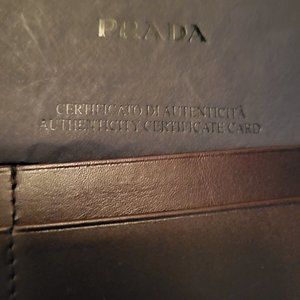 PRADA
CERTIFICATO DI AUTENTICITÀ
AUTHENTICITY CERTIFICATE CARD